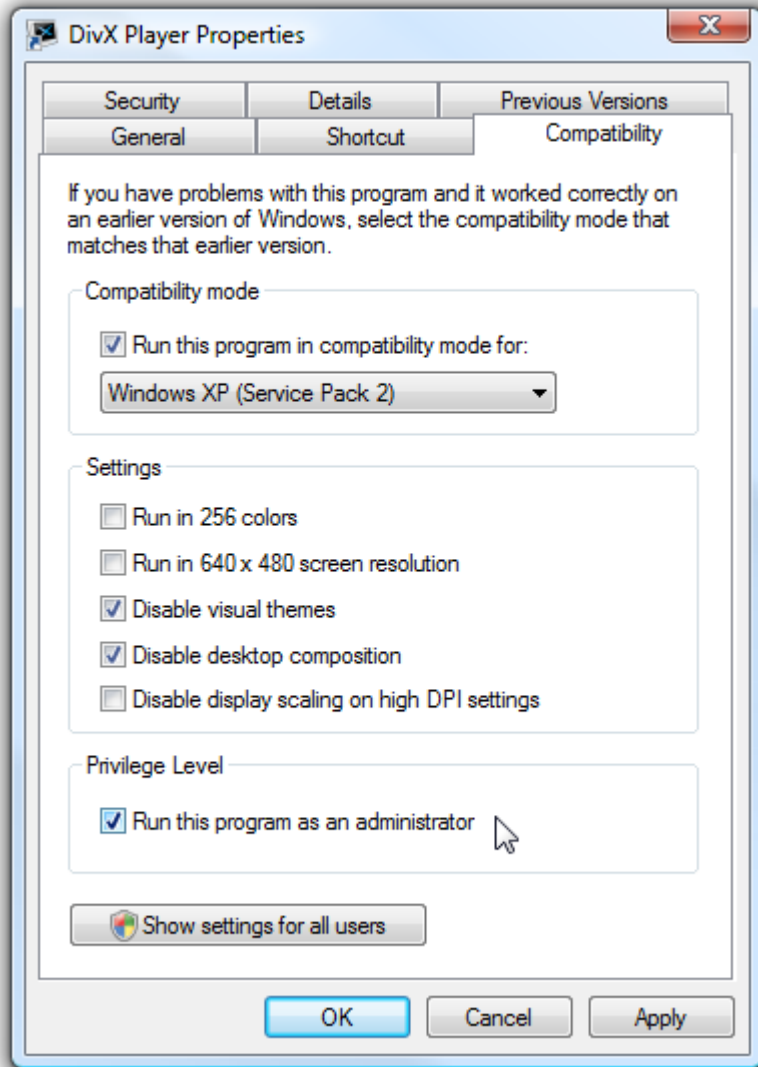 DivX Player Properties
Security
Details
Previous Versions
General
Shortcut
Compatibility
If you have problems with this program and it worked correctly on
an earlier version of Windows, select the compatibility mode that
matches that earlier version.
Compatibility mode
Run this program in compatibility mode for:
Windows XP (Service Pack 2)
Settings
Run in 256 colors
Run in 640 x 480 screen resolution
Disable visual themes
Disable desktop composition
Disable display scaling on high DPI settings
Privilege Level
Run this program as an administrator
Show settings for all users
OK
Cancel
Apply